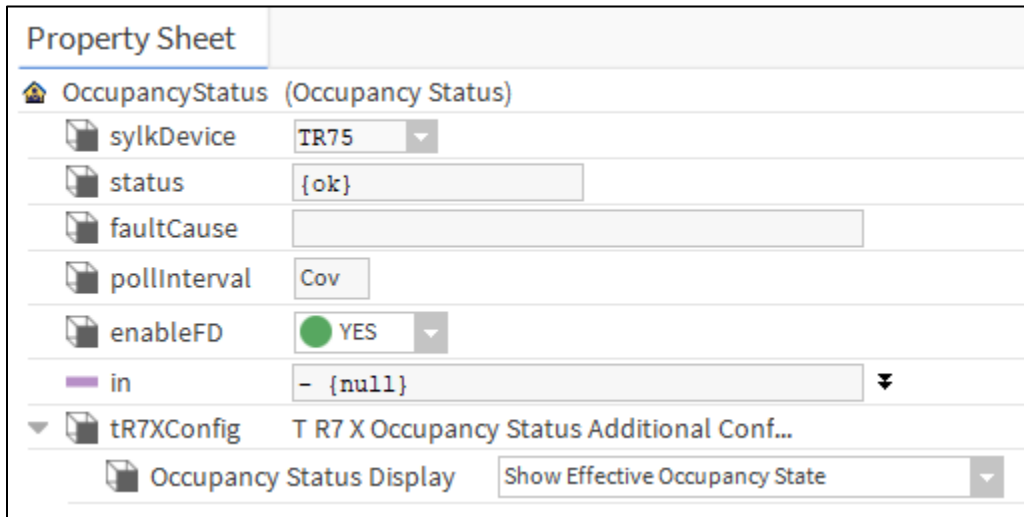 Property Sheet
OccupancyStatus (Occupancy Status)
sylkDevice TR75
status {ok}
faultCause
pollInterval Cov
enableFD YES
in - {null}
tR7XConfig T R7 X Occupancy Status Additional Conf...
Occupancy Status Display Show Effective Occupancy State